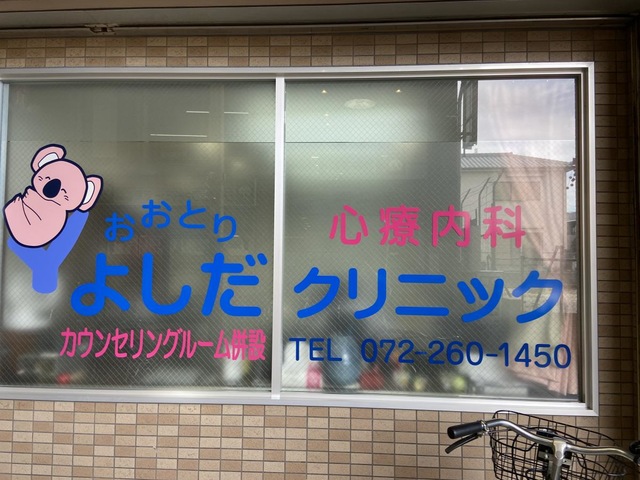 おおとり
よしだ クリニック
心療内科
カウンセリングルーム併設
TEL 072-260-1450